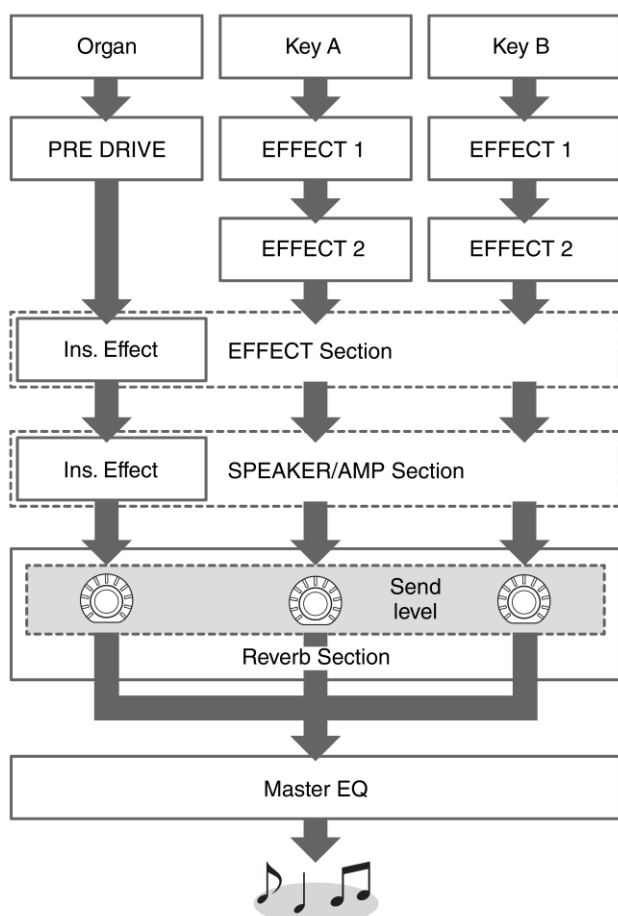 Organ
Key A
Key B
PRE DRIVE
EFFECT 1
EFFECT 1
EFFECT 2
EFFECT 2
Ins. Effect
EFFECT Section
Ins. Effect
SPEAKER/AMP Section
Send
level
Reverb Section
Master EQ